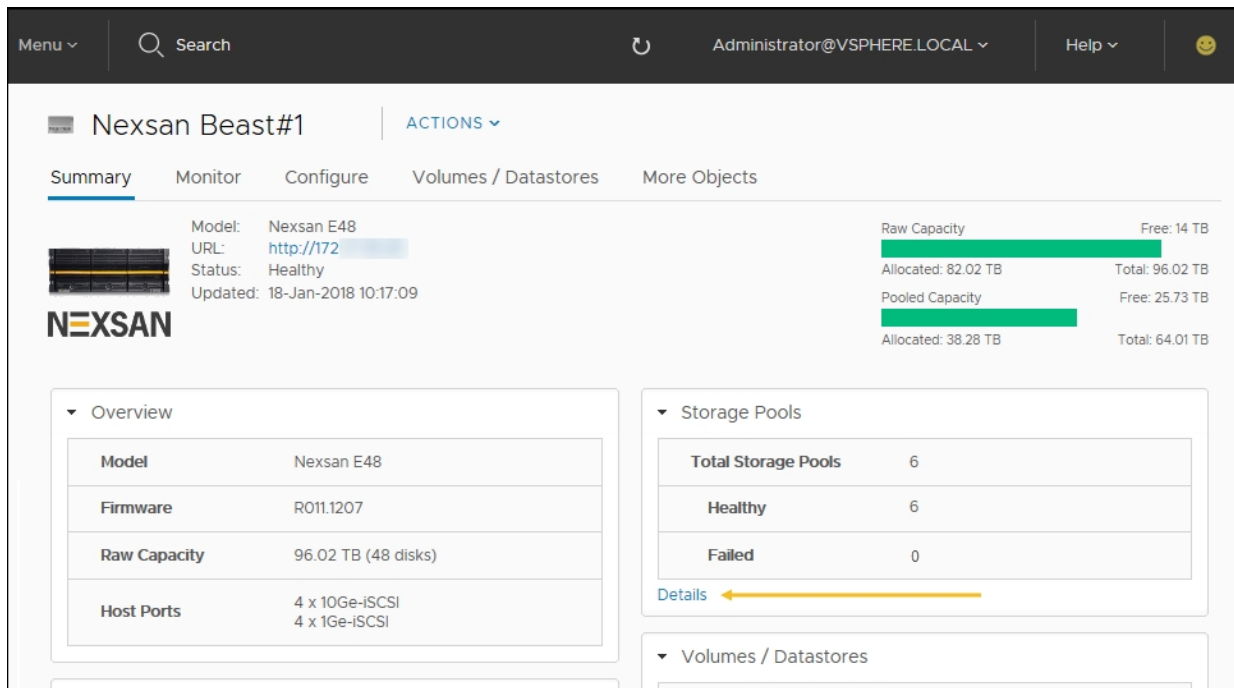 Menu Search Administrator@VSPHERE.LOCAL Help
Nexsan Beast#1 ACTIONS
Summary Monitor Configure Volumes / Datastores More Objects
Model: Nexsan E48
URL: http://172
Status: Healthy
Updated: 18-Jan-2018 10:17:09
NEXSAN
Raw Capacity Free: 14 TB
Allocated: 82.02 TB Total: 96.02 TB
Pooled Capacity Free: 25.73 TB
Allocated: 38.28 TB Total: 64.01 TB
Overview
Model Nexsan E48
Firmware R011.1207
Raw Capacity 96.02 TB (48 disks)
Host Ports 4 x 10Ge-iSCSI
4 x 1Ge-iSCSI
Storage Pools
Total Storage Pools 6
Healthy 6
Failed 0
Details
Volumes / Datastores